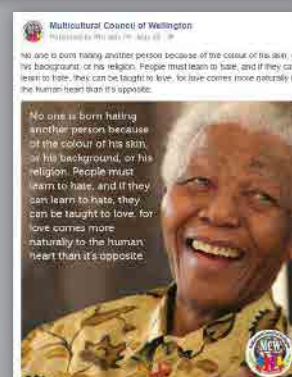 Multicultural Council of Wellington
No one is born hating another person because of the colour of his skin,
his background, or his religion. People must learn to hate, and if they ca
learn to hate, they can be taught to love, for love comes more naturally
the human heart than it's opposite.
No one is born hating
another person because
of the colour of his skin,
or his background, or his
religion. People must
learn to hate, and if they
can learn to hate, they
can be taught to love, for
love comes more
naturally to the human
heart than it's opposite
MCW